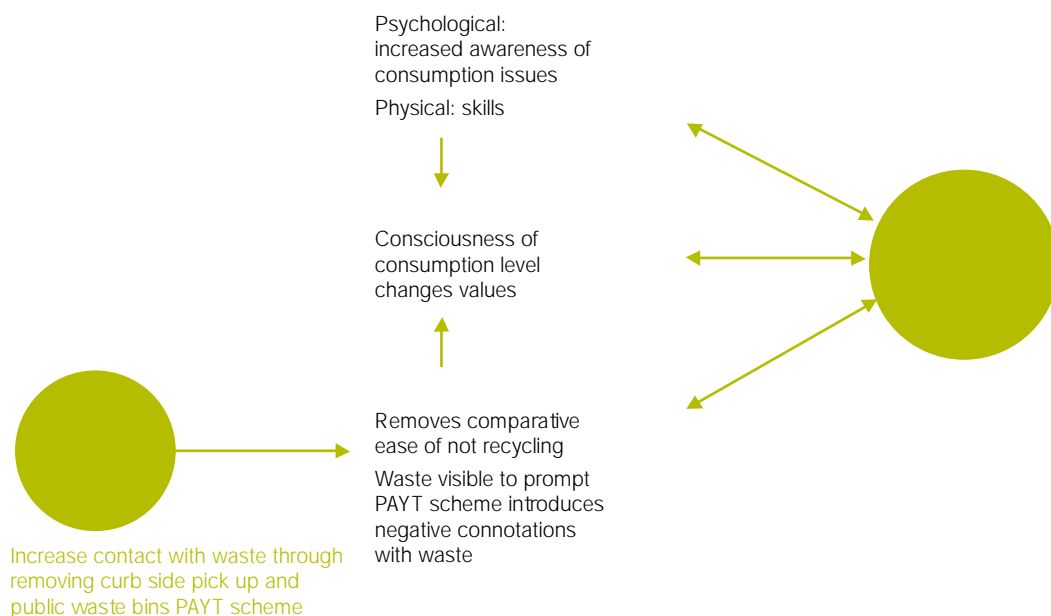 Psychological:
increased awareness of
consumption issues
Physical: skills
Consciousness of
consumption level
changes values
Removes comparative
ease of not recycling
Waste visible to prompt
PAYT scheme introduces
negative connotations
with waste
Increase contact with waste through
removing curb side pick up and
public waste bins PAYT scheme